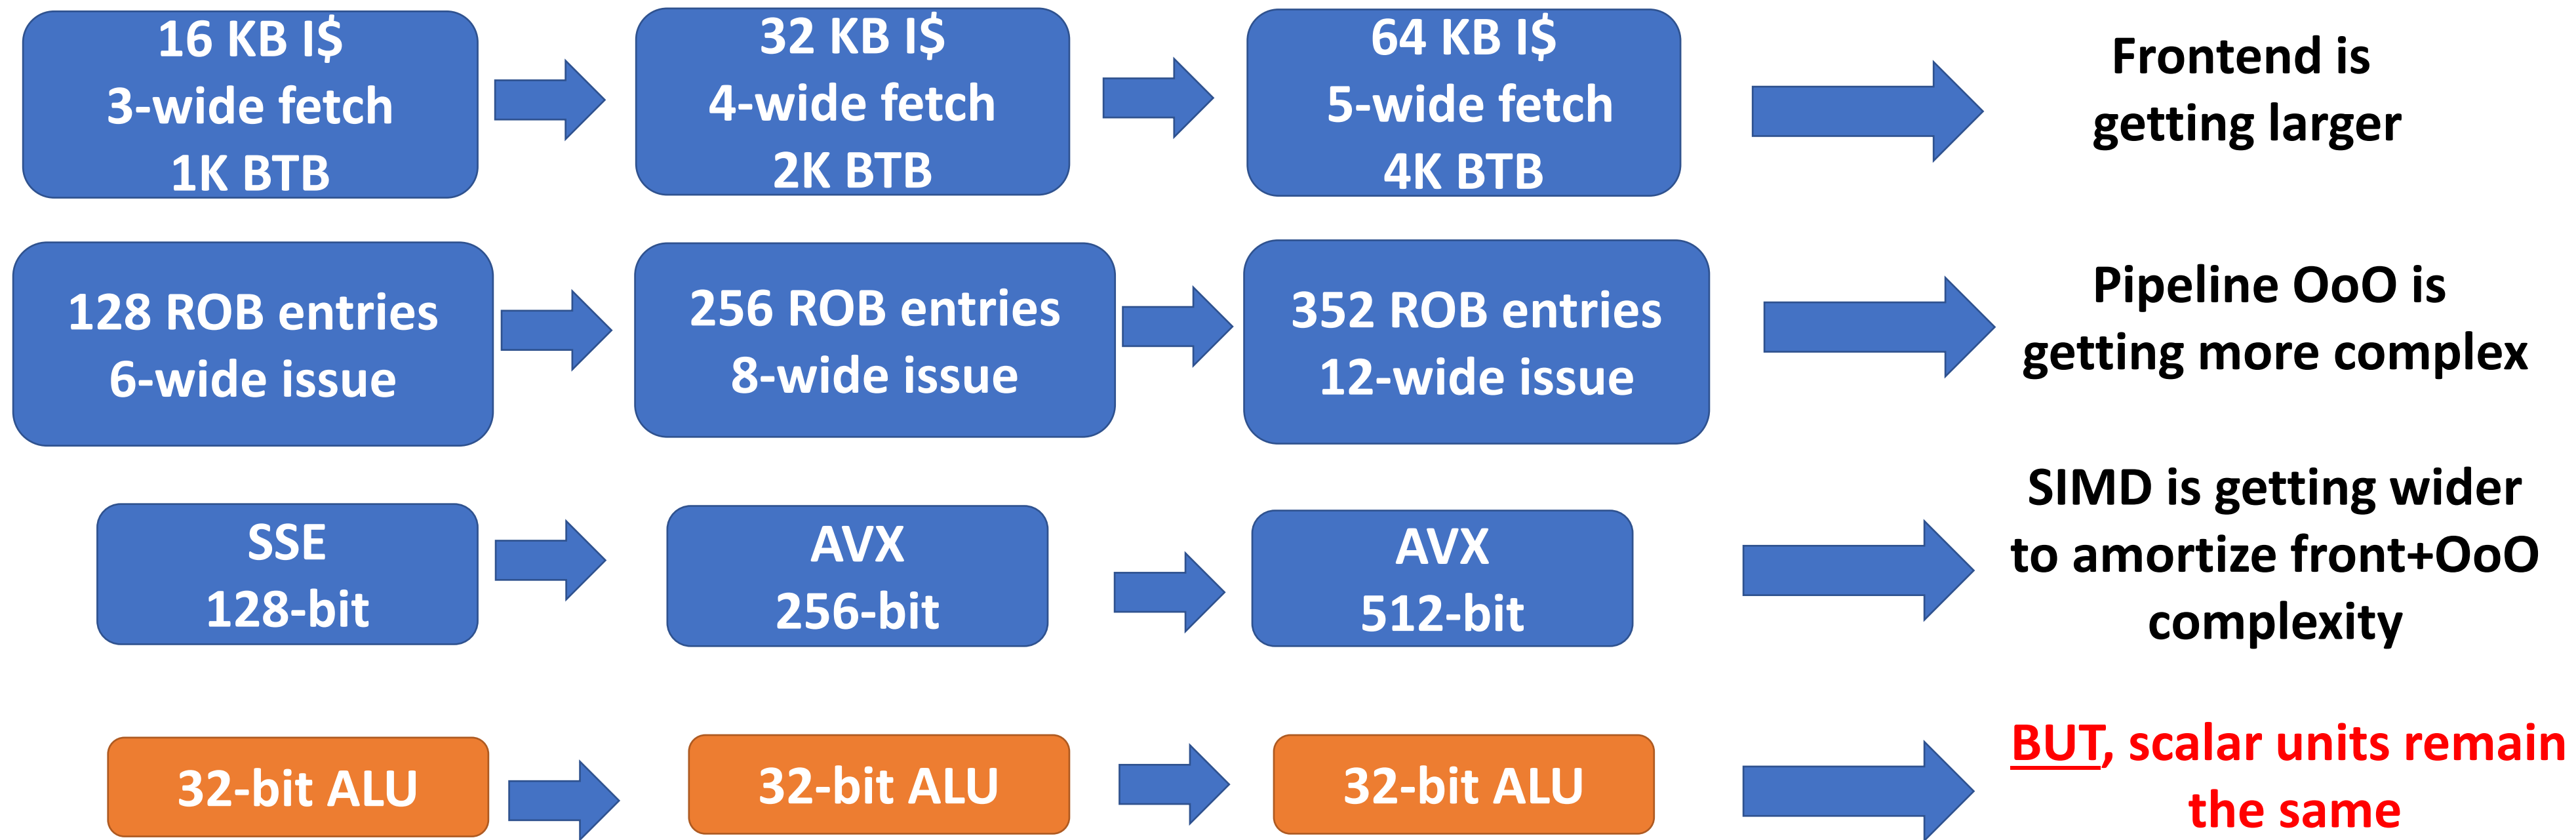 16 KB I$
3-wide fetch
1K BTB
32 KB I$
4-wide fetch
2K BTB
64 KB I$
5-wide fetch
4K BTB
Frontend is
getting larger
128 ROB entries
6-wide issue
256 ROB entries
8-wide issue
352 ROB entries
12-wide issue
Pipeline OoO is
getting more complex
SSE
128-bit
AVX
256-bit
AVX
512-bit
SIMD is getting wider
to amortize front+OoO
complexity
32-bit ALU
32-bit ALU
32-bit ALU
BUT, scalar units remain
the same